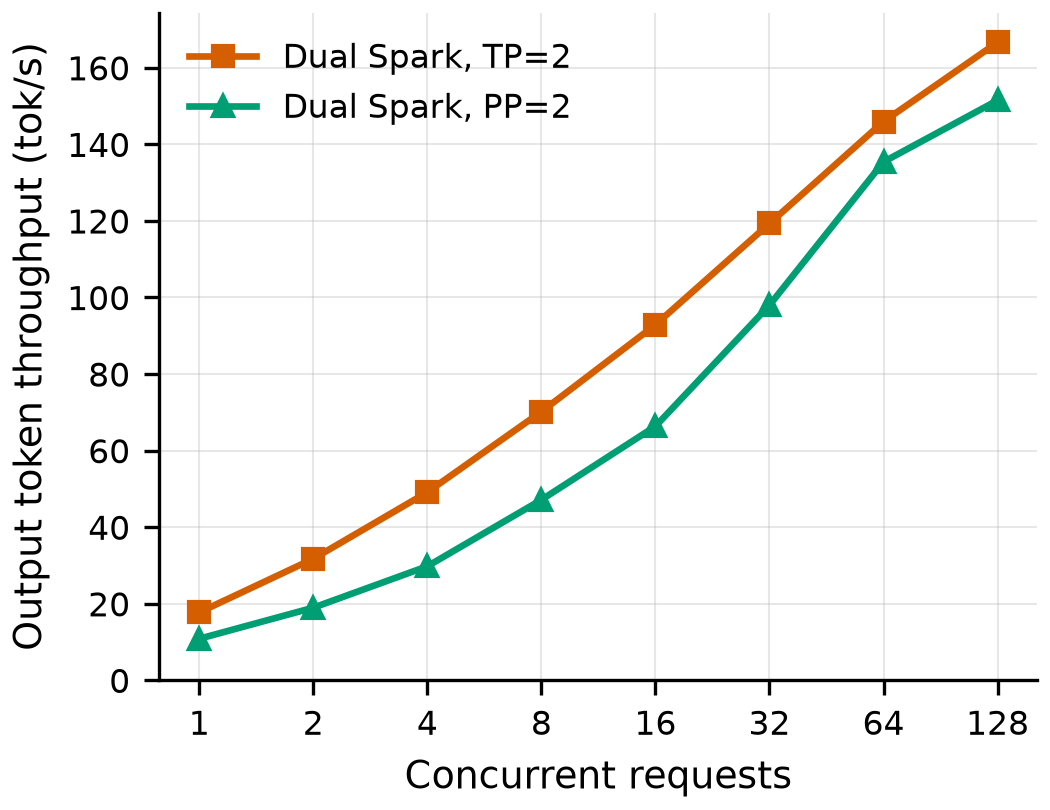 Dual Spark, TP=2
Dual Spark, PP=2
Output token throughput (tok/s)
160
140
120
100
80
60
40
20
0
1 2 4 8 16 32 64 128
Concurrent requests